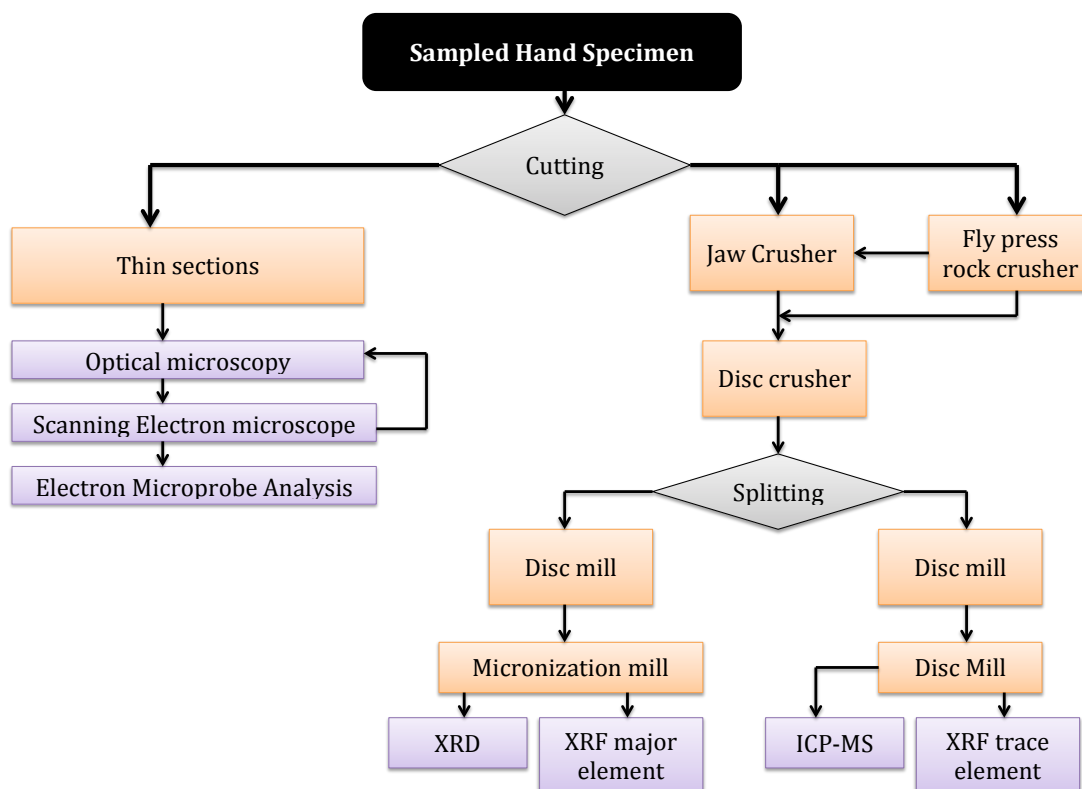 Sampled Hand Specimen
Cutting
Thin sections
Jaw Crusher
Fly press
rock crusher
Optical microscopy
Disc crusher
Scanning Electron microscope
Electron Microprobe Analysis
Splitting
Disc mill
Disc mill
Micronization mill
Disc Mill
XRD
XRF major
element
ICP-MS
XRF trace
element